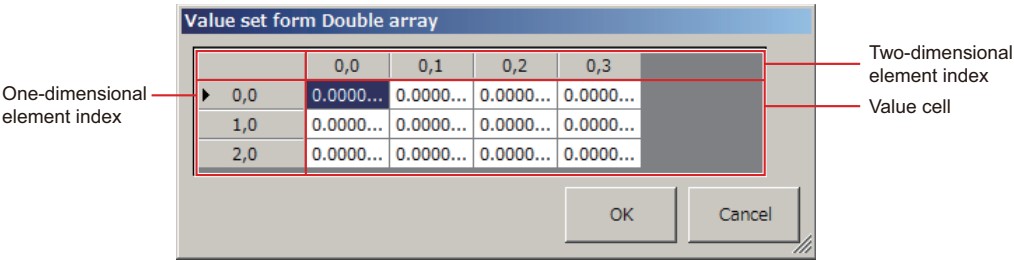 Value set form Double array
Two-dimensional
element index
0,0 0,1 0,2 0,3
One-dimensional
element index
0,0 0.0000... 0.0000... 0.0000... 0.0000...
Value cell
1,0 0.0000... 0.0000... 0.0000... 0.0000...
2,0 0.0000... 0.0000... 0.0000... 0.0000...
OK Cancel